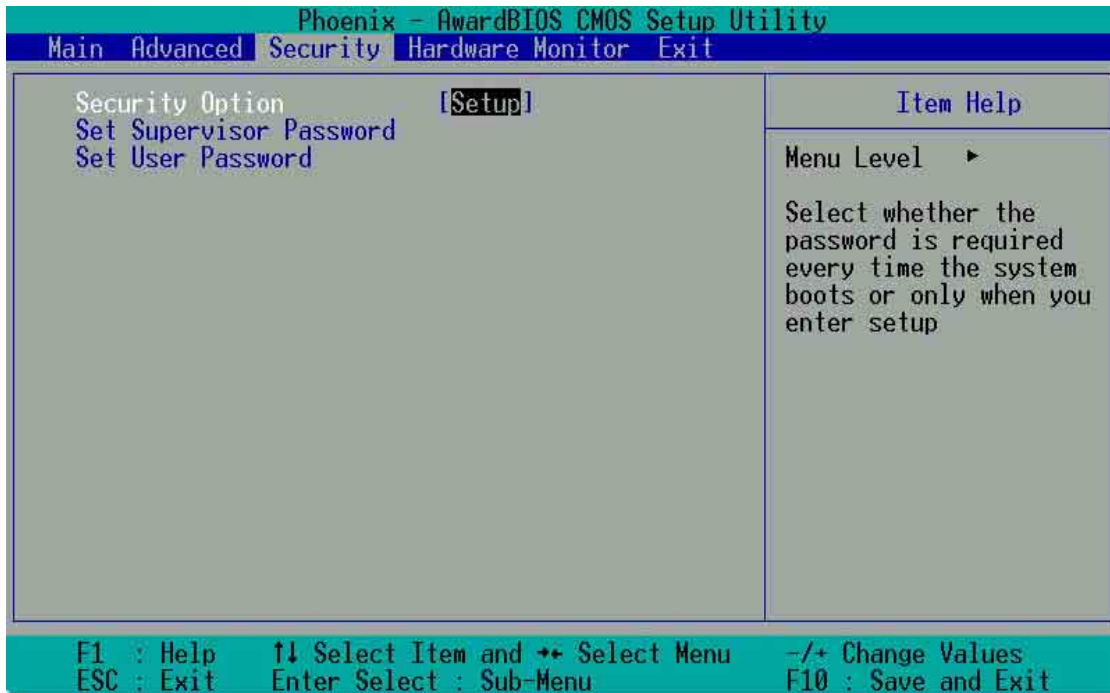 Phoenix - AwardBIOS CMOS Setup Utility
Main Advanced Security Hardware Monitor Exit
Security Option [Setup]
Set Supervisor Password
Set User Password
Item Help
Menu Level ▶
Select whether the
password is required
every time the system
boots or only when you
enter setup
F1 : Help ↑↓ Select Item and →← Select Menu -/+ Change Values
ESC : Exit Enter Select : Sub-Menu F10 : Save and Exit